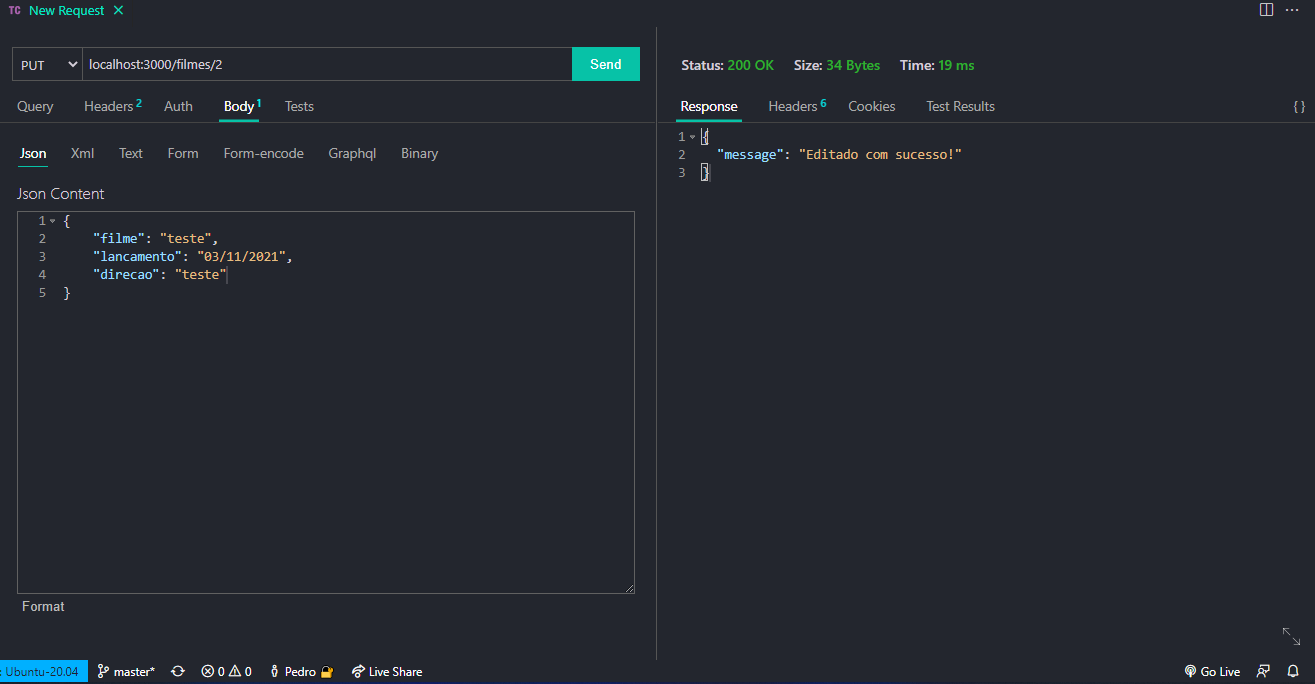 TC New Request
PUT localhost:3000/filmes/2 Send
Query Headers 2 Auth Body 1 Tests
Json Xml Text Form Form-encode Graphql Binary
Json Content
1 {
2 "filme": "teste",
3 "lancamento": "03/11/2021",
4 "direcao": "teste"
5 }
Format
Status: 200 OK Size: 34 Bytes Time: 19 ms
Response Headers 6 Cookies Test Results { }
1 {
2 "message": "Editado com sucesso!"
3 }
Ubuntu-20.04 master* 0 0 Pedro Live Share Go Live